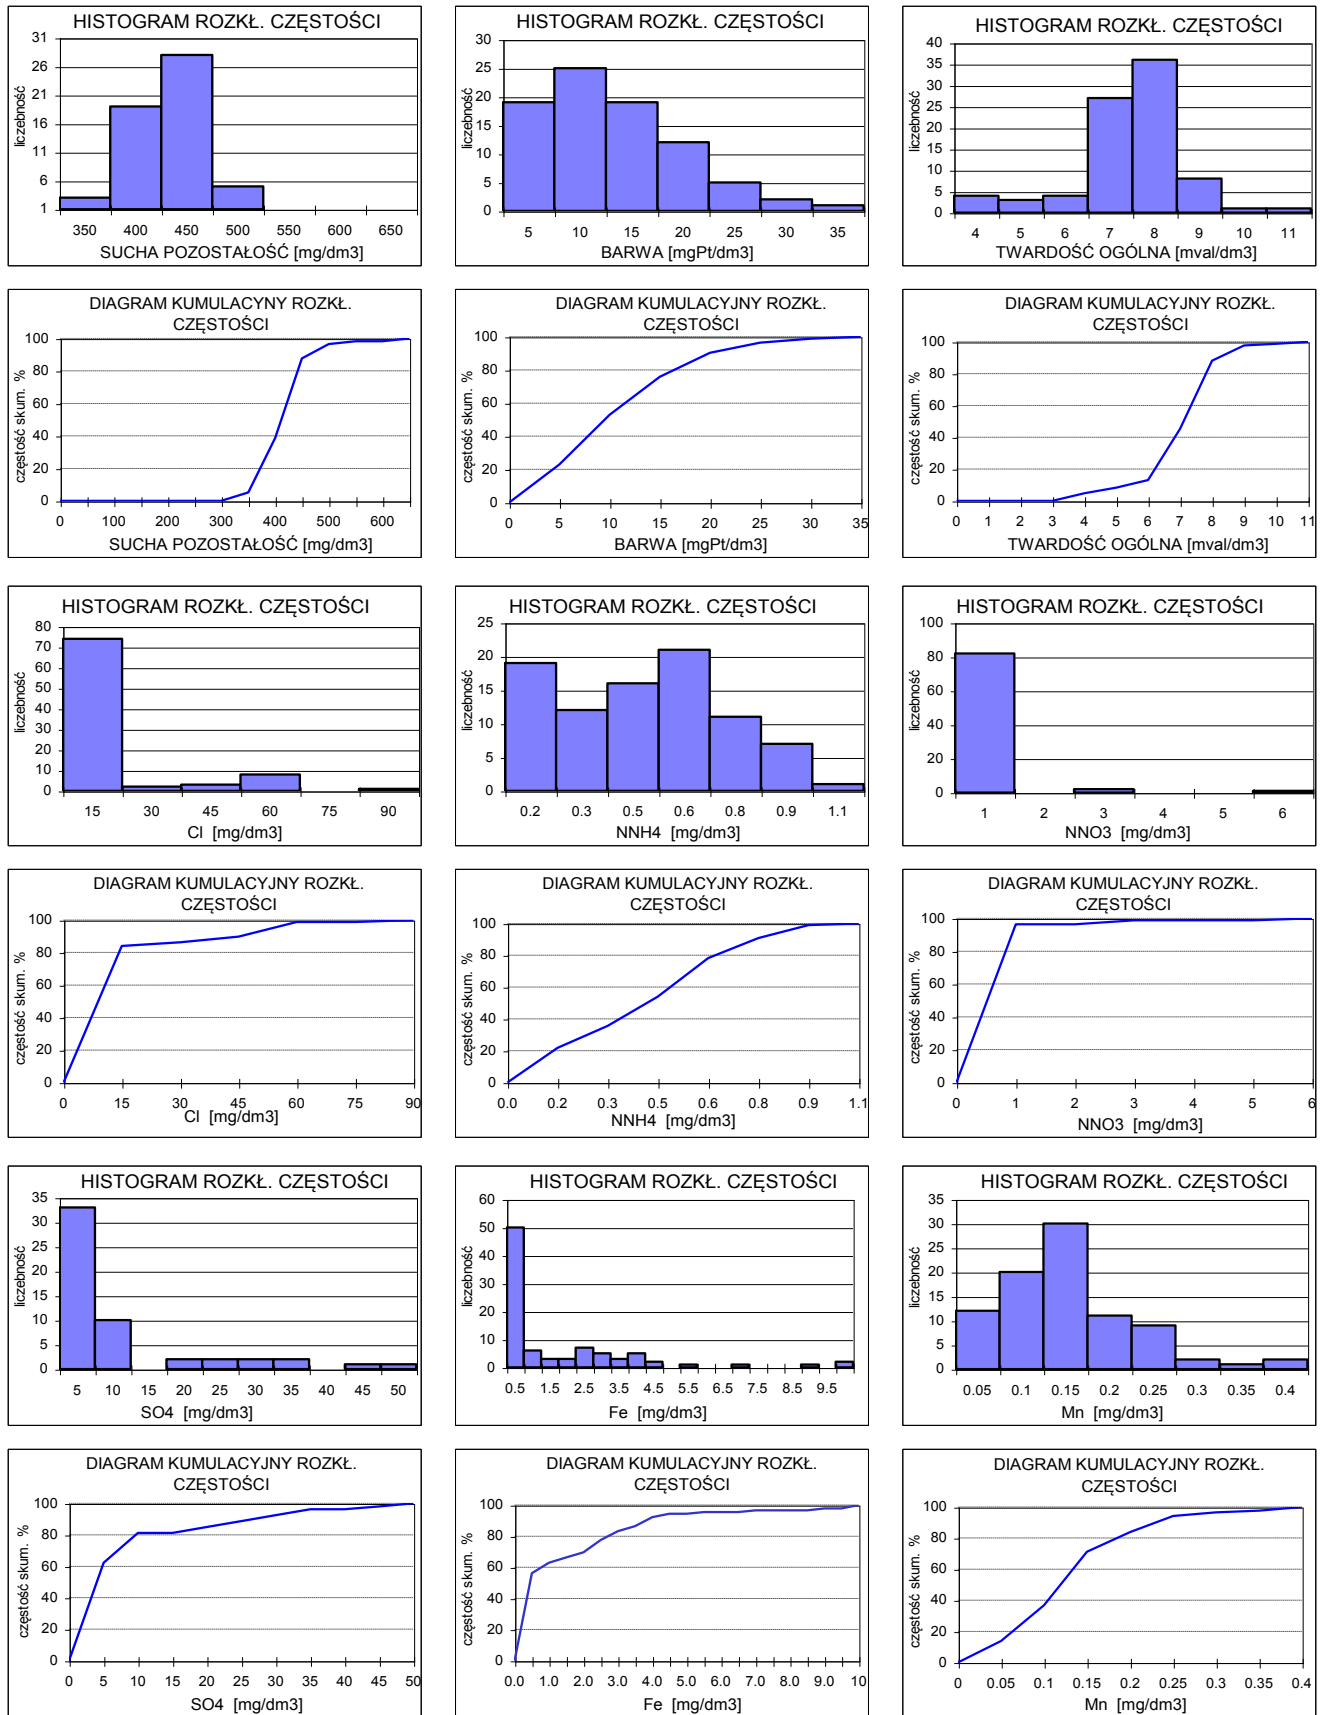 HISTOGRAM ROZKŁ. CZĘSTOŚCI
liczebność
31
26
21
16
11
6
1
350 400 450 500 550 600 650
SUCHA POZOSTAŁOŚĆ [mg/dm3]
HISTOGRAM ROZKŁ. CZĘSTOŚCI
liczebność
30
25
20
15
10
5
0
5 10 15 20 25 30 35
BARWA [mgPt/dm3]
HISTOGRAM ROZKŁ. CZĘSTOŚCI
liczebność
40
35
30
25
20
15
10
5
0
4 5 6 7 8 9 10 11
TWARDOŚĆ OGÓLNA [mval/dm3]
DIAGRAM KUMULACYNY ROZKŁ.
CZĘSTOŚCI
częstość skum. %
100
80
60
40
20
0
0 100 200 300 400 500 600
SUCHA POZOSTAŁOŚĆ [mg/dm3]
DIAGRAM KUMULACYJNY ROZKŁ.
CZĘSTOŚCI
częstość skum. %
100
80
60
40
20
0
0 5 10 15 20 25 30 35
BARWA [mgPt/dm3]
DIAGRAM KUMULACYJNY ROZKŁ.
CZĘSTOŚCI
częstość skum. %
100
80
60
40
20
0
0 1 2 3 4 5 6 7 8 9 10 11
TWARDOŚĆ OGÓLNA [mval/dm3]
HISTOGRAM ROZKŁ. CZĘSTOŚCI
liczebność
80
70
60
50
40
30
20
10
0
15 30 45 60 75 90
Cl [mg/dm3]
HISTOGRAM ROZKŁ. CZĘSTOŚCI
liczebność
25
20
15
10
5
0
0.2 0.3 0.5 0.6 0.8 0.9 1.1
NNH4 [mg/dm3]
HISTOGRAM ROZKŁ. CZĘSTOŚCI
liczebność
100
80
60
40
20
0
1 2 3 4 5 6
NNO3 [mg/dm3]
DIAGRAM KUMULACYJNY ROZKŁ.
CZĘSTOŚCI
częstość skum. %
100
80
60
40
20
0
0 15 30 45 60 75 90
Cl [mg/dm3]
DIAGRAM KUMULACYJNY ROZKŁ.
CZĘSTOŚCI
częstość skum. %
100
80
60
40
20
0
0.0 0.2 0.3 0.5 0.6 0.8 0.9 1.1
NNH4 [mg/dm3]
DIAGRAM KUMULACYJNY ROZKŁ.
CZĘSTOŚCI
częstość skum. %
100
80
60
40
20
0
0 1 2 3 4 5 6
NNO3 [mg/dm3]
HISTOGRAM ROZKŁ. CZĘSTOŚCI
liczebność
35
30
25
20
15
10
5
0
5 10 15 20 25 30 35 40 45 50
SO4 [mg/dm3]
HISTOGRAM ROZKŁ. CZĘSTOŚCI
liczebność
60
50
40
30
20
10
0
0.5 1.5 2.5 3.5 4.5 5.5 6.5 7.5 8.5 9.5
Fe [mg/dm3]
HISTOGRAM ROZKŁ. CZĘSTOŚCI
liczebność
35
30
25
20
15
10
5
0
0.05 0.1 0.15 0.2 0.25 0.3 0.35 0.4
Mn [mg/dm3]
DIAGRAM KUMULACYJNY ROZKŁ.
CZĘSTOŚCI
częstość skum. %
100
80
60
40
20
0
0 5 10 15 20 25 30 35 40 45 50
SO4 [mg/dm3]
DIAGRAM KUMULACYJNY ROZKŁ.
CZĘSTOŚCI
częstość skum. %
100
80
60
40
20
0
0.0 1.0 2.0 3.0 4.0 5.0 6.0 7.0 8.0 9.0 10
Fe [mg/dm3]
DIAGRAM KUMULACYJNY ROZKŁ.
CZĘSTOŚCI
częstość skum. %
100
80
60
40
20
0
0 0.05 0.1 0.15 0.2 0.25 0.3 0.35 0.4
Mn [mg/dm3]